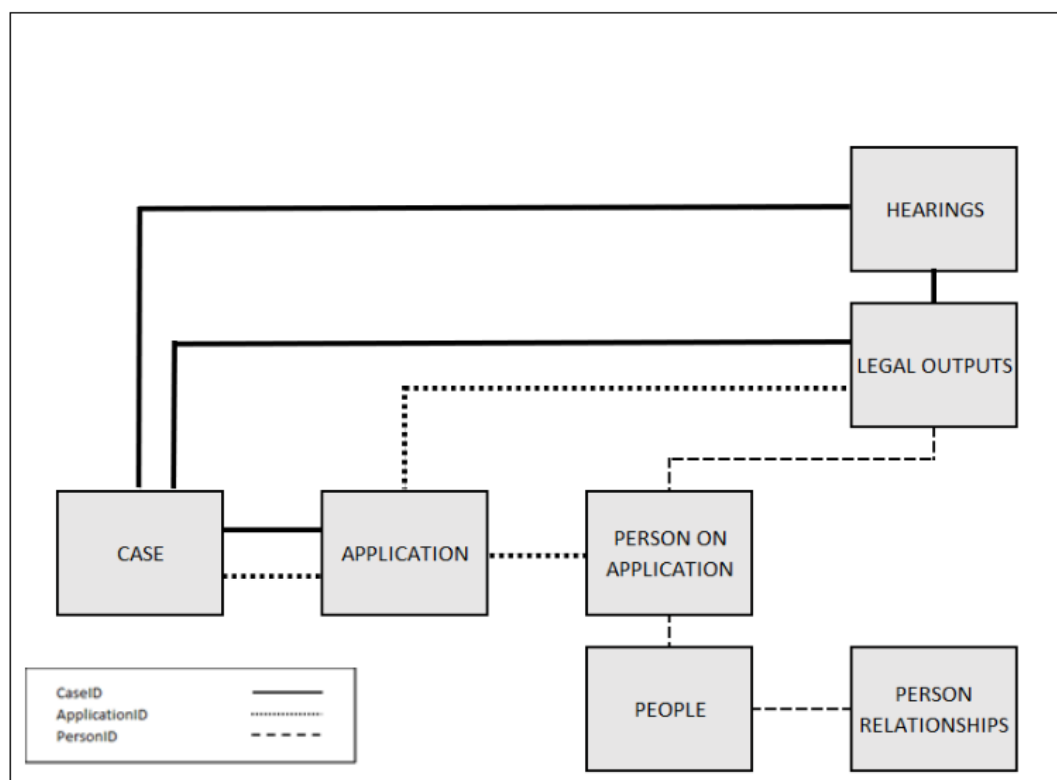 HEARINGS
LEGAL OUTPUTS
CASE
APPLICATION
PERSON ON
APPLICATION
PEOPLE
PERSON
RELATIONSHIPS
CaseID
ApplicationID
PersonID